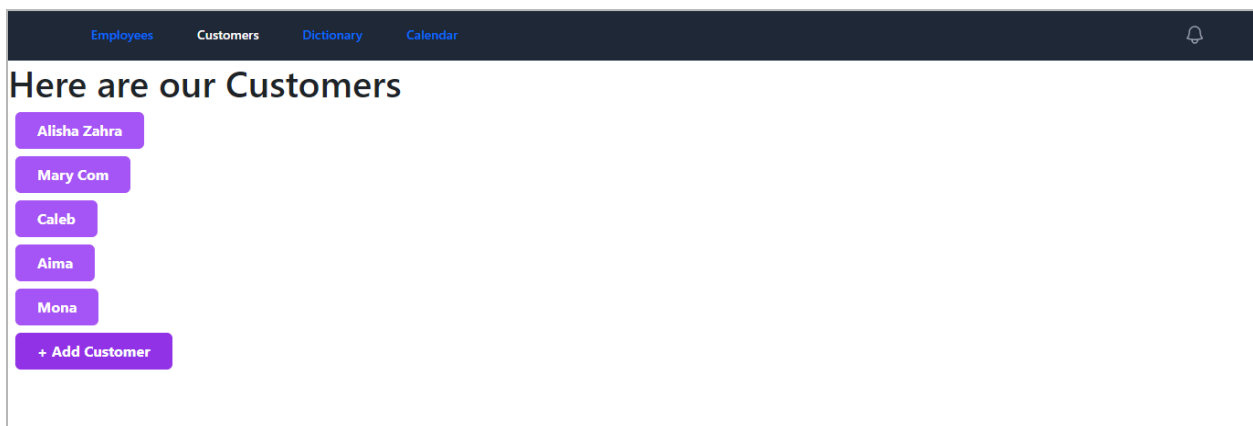 Employees Customers Dictionary Calendar
Here are our Customers
Alisha Zahra
Mary Com
Caleb
Aima
Mona
+ Add Customer